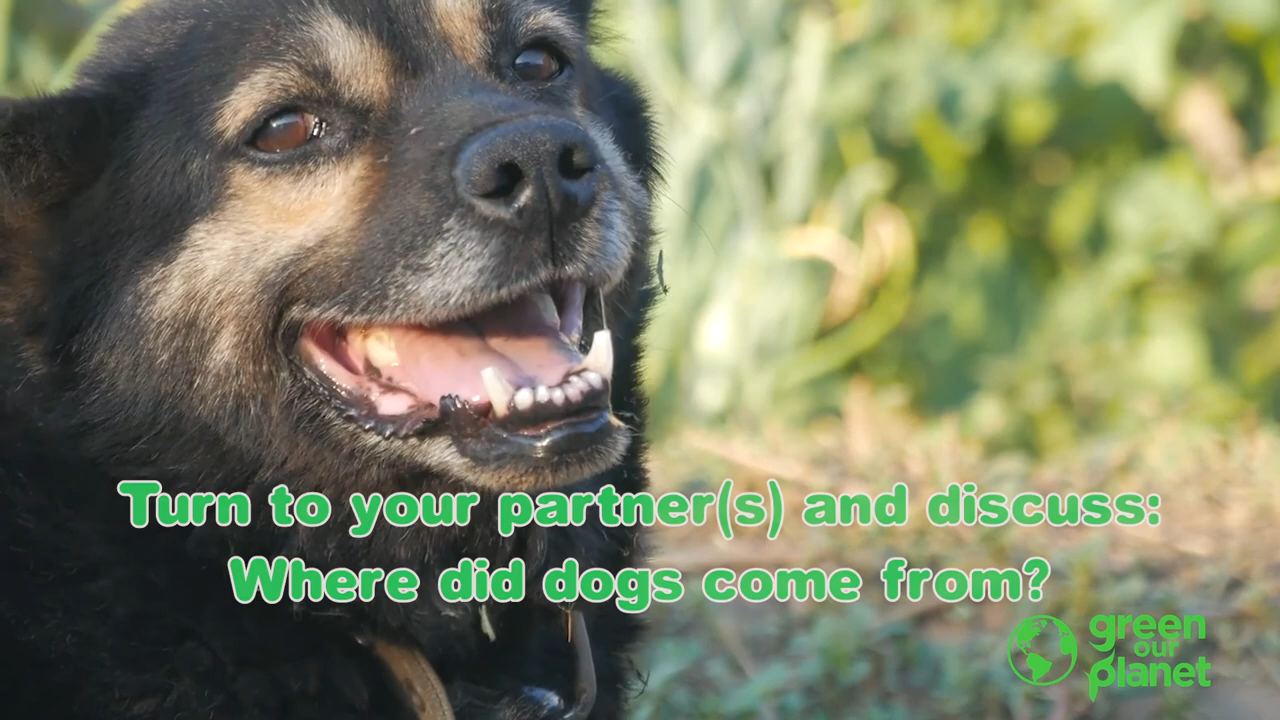 Turn to your partner(s) and discuss:
Where did dogs come from?
green
our
planet